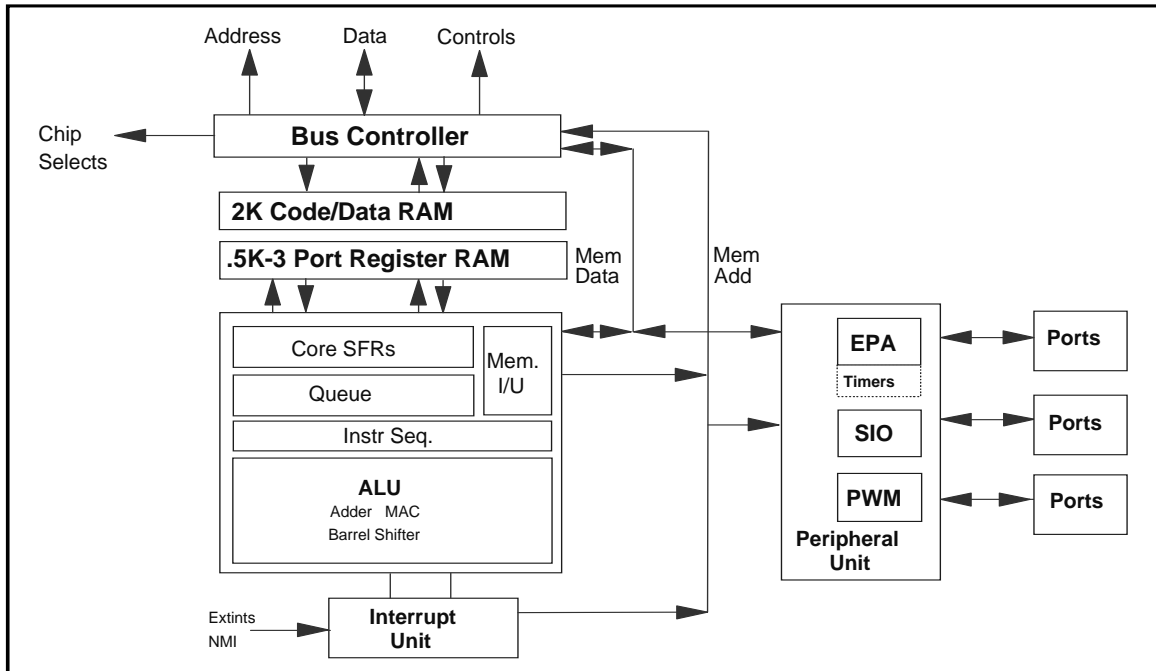 Address
Data
Controls
Chip
Selects
Bus Controller
2K Code/Data RAM
.5K-3 Port Register RAM
Mem
Data
Mem
Add
Core SFRs
Queue
Mem.
I/U
Instr Seq.
ALU
Adder MAC
Barrel Shifter
EPA
Timers
SIO
PWM
Peripheral
Unit
Ports
Ports
Ports
Extints
NMI
Interrupt
Unit